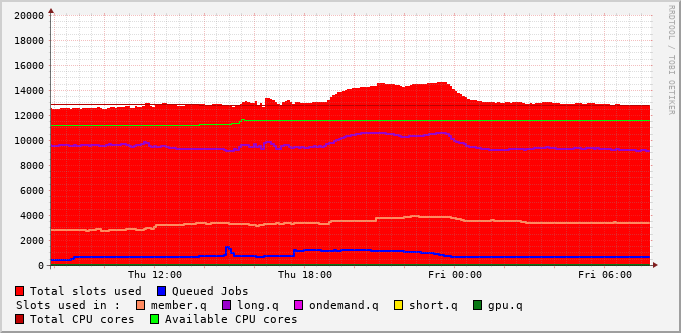 20000
18000
16000
14000
12000
10000
8000
6000
4000
2000
0
Thu 12:00 Thu 18:00 Fri 00:00 Fri 06:00
RRDTOOL / TOBI OETIKER
Total slots used Queued Jobs
Slots used in : member.q long.q ondemand.q short.q gpu.q
Total CPU cores Available CPU cores